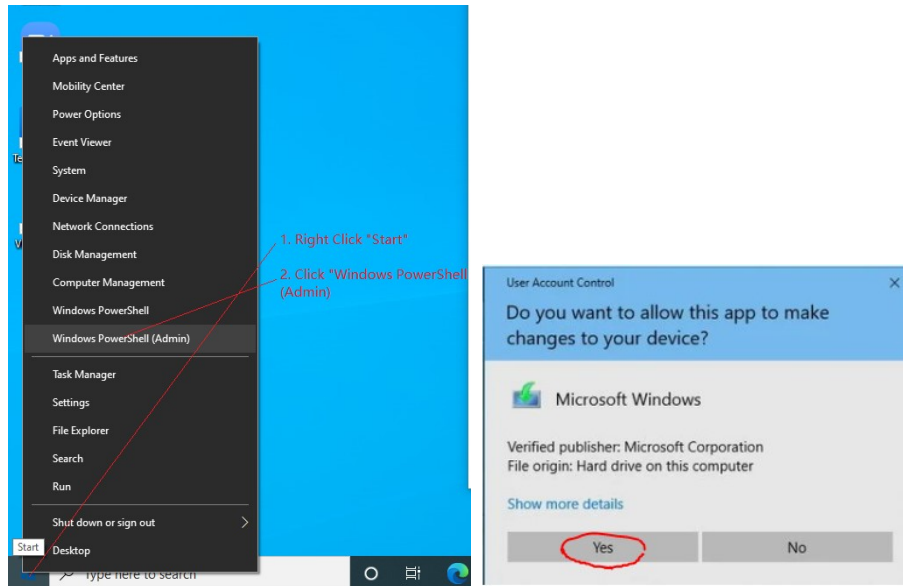 Apps and Features
Mobility Center
Power Options
Event Viewer
System
Te
Device Manager
Network Connections
V
Disk Management
Computer Management
Windows PowerShell
Windows PowerShell (Admin)
Task Manager
Settings
File Explorer
Search
Run
Shut down or sign out
Start
Desktop
Type here to search
1. Right Click "Start"
2. Click "Windows PowerShell
(Admin)
User Account Control
Do you want to allow this app to make
changes to your device?
Microsoft Windows
Verified publisher: Microsoft Corporation
File origin: Hard drive on this computer
Show more details
Yes
No